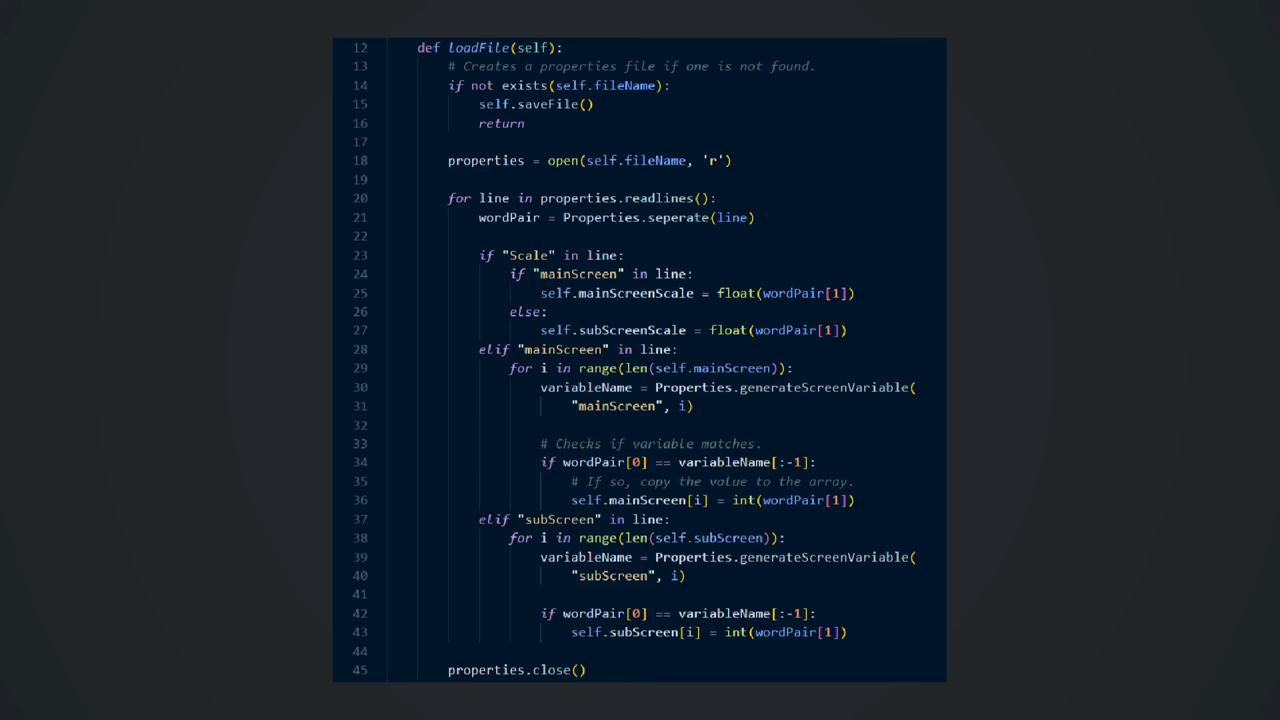 12 def loadFile(self):
13 # Creates a properties file if one is not found.
14 if not exists(self.fileName):
15 self.saveFile()
16 return
17
18 properties = open(self.fileName, 'r')
19
20 for line in properties.readlines():
21 wordPair = Properties.seperate(line)
22
23 if "Scale" in line:
24 if "mainScreen" in line:
25 self.mainScreenScale = float(wordPair[1])
26 else:
27 self.subScreenScale = float(wordPair[1])
28 elif "mainScreen" in line:
29 for i in range(len(self.mainScreen)):
30 variableName = Properties.generateScreenVariable(
31 "mainScreen", i)
32
33 # Checks if variable matches.
34 if wordPair[0] == variableName[:-1]:
35 # If so, copy the value to the array.
36 self.mainScreen[i] = int(wordPair[1])
37 elif "subScreen" in line:
38 for i in range(len(self.subScreen)):
39 variableName = Properties.generateScreenVariable(
40 "subScreen", i)
41
42 if wordPair[0] == variableName[:-1]:
43 self.subScreen[i] = int(wordPair[1])
44
45 properties.close()